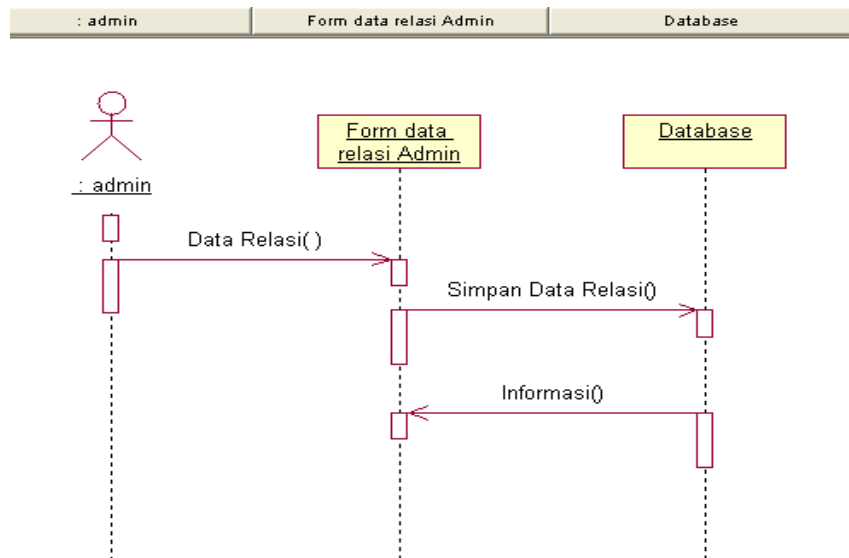 : admin Form data relasi Admin Database
Form data
relasi Admin
Database
: admin
Data Relasi( )
Simpan Data Relasi()
Informasi()